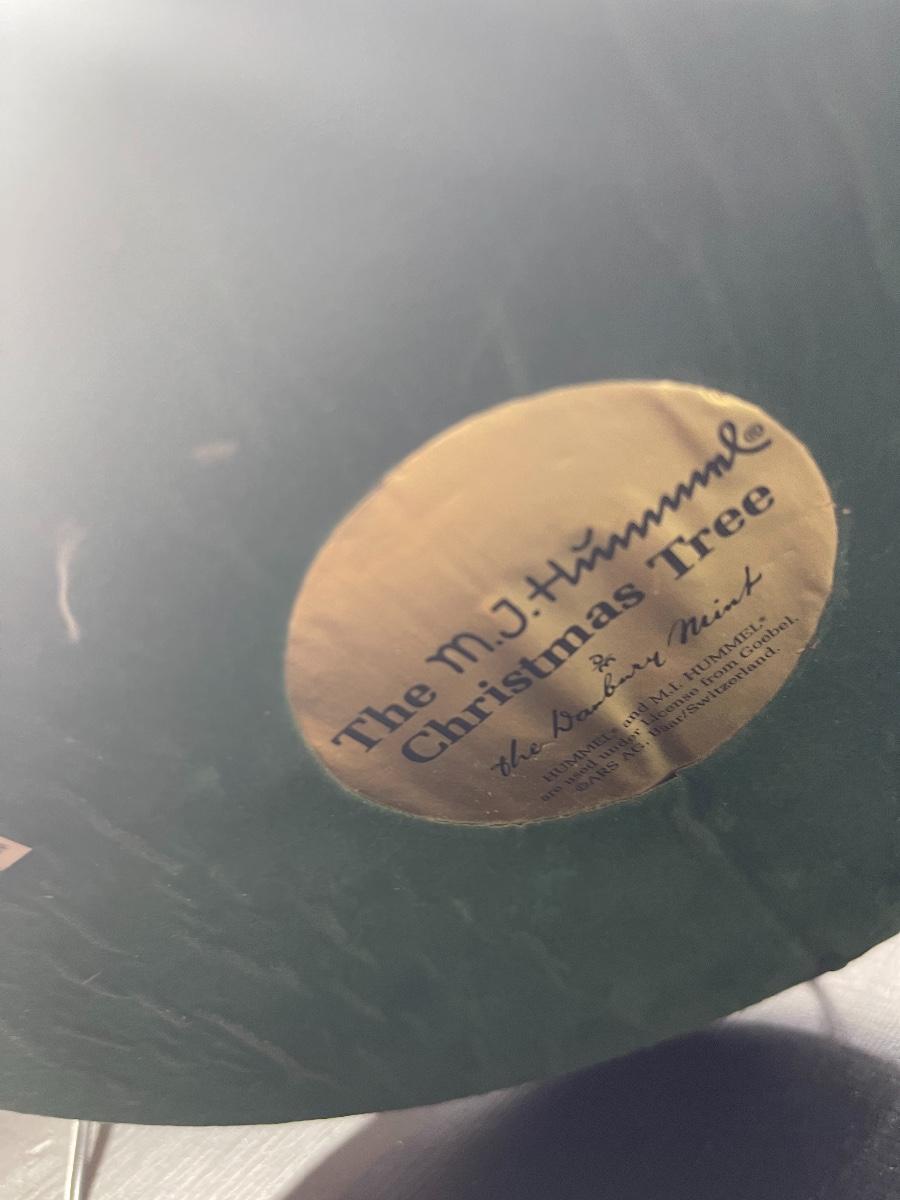 The M.J. Hummel®
Christmas Tree
the Danbury Mint
HUMMEL® and M.I. HUMMEL®
are used under License from Goebel.
©ARS AG. Baar/Switzerland.